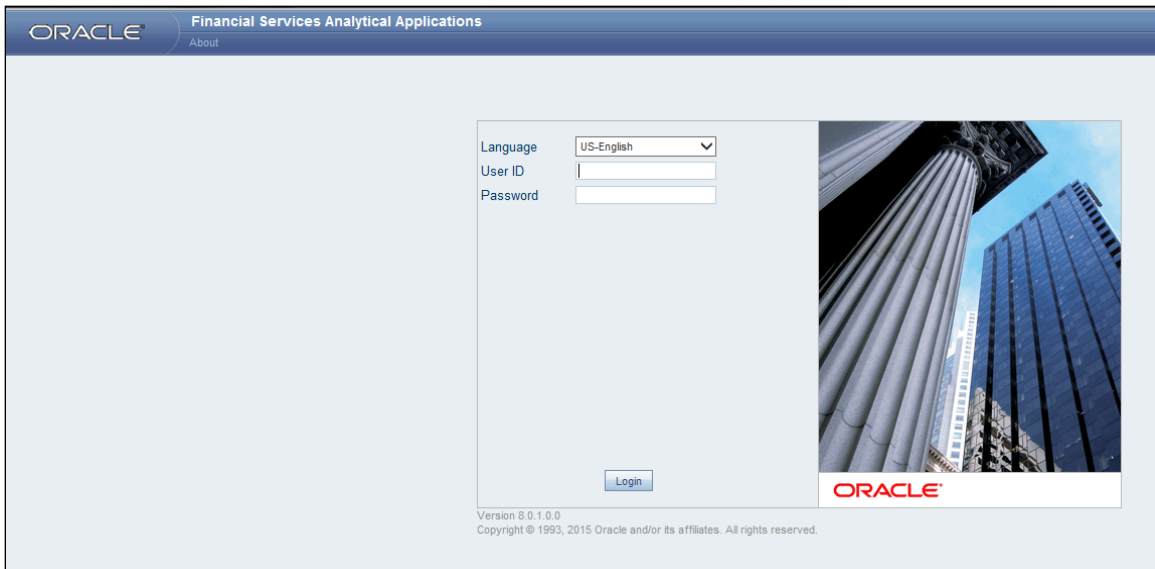 ORACLE®
Financial Services Analytical Applications
About
Language US-English
User ID
Password
Login
ORACLE®
Version 8.0.1.0.0
Copyright © 1993, 2015 Oracle and/or its affiliates. All rights reserved.